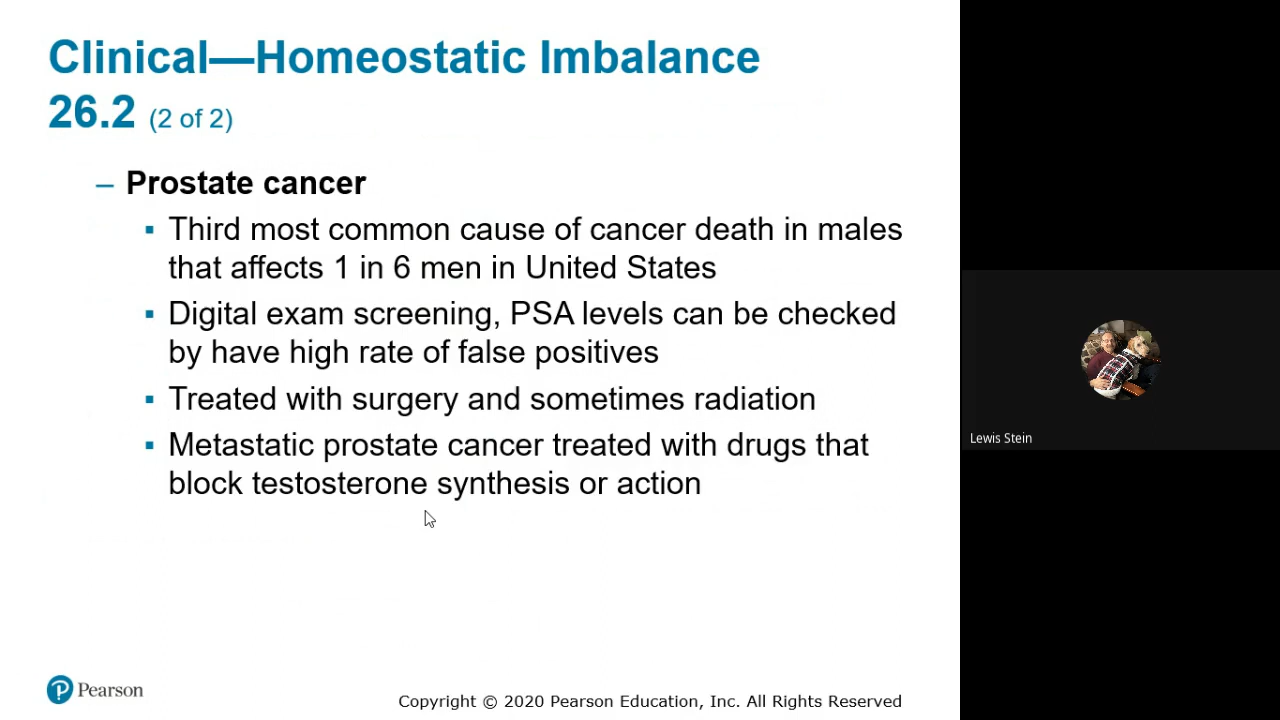 Clinical—Homeostatic Imbalance
26.2 (2 of 2)
– Prostate cancer
▪ Third most common cause of cancer death in males
that affects 1 in 6 men in United States
▪ Digital exam screening, PSA levels can be checked
by have high rate of false positives
▪ Treated with surgery and sometimes radiation
▪ Metastatic prostate cancer treated with drugs that
block testosterone synthesis or action
Lewis Stein
Pearson
Copyright © 2020 Pearson Education, Inc. All Rights Reserved